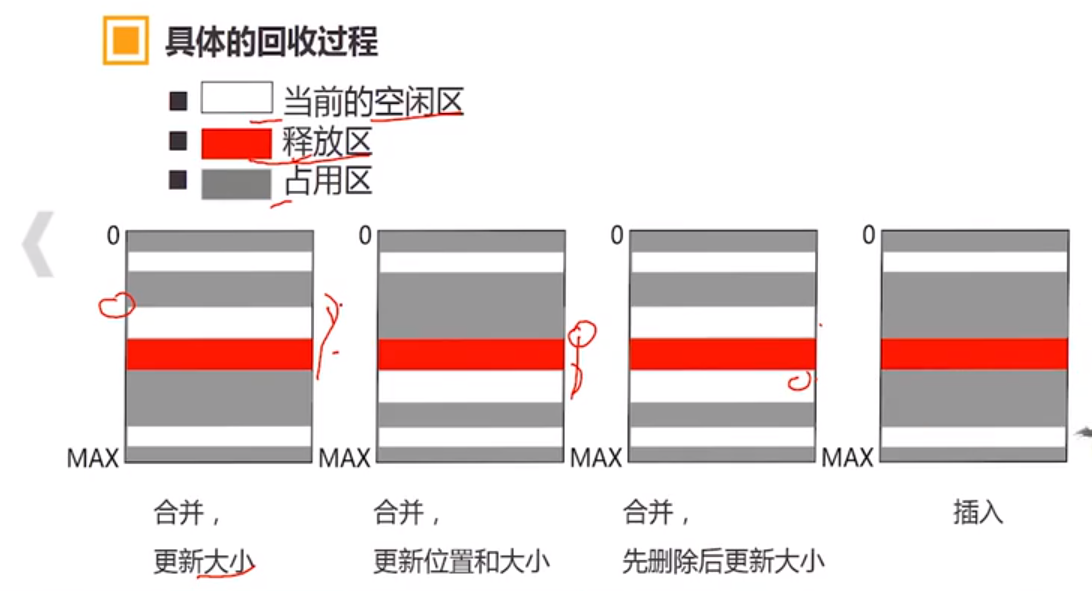 具体的回收过程
当前的空闲区
释放区
占用区
0 0 0 0
MAX MAX MAX MAX
合并， 合并， 合并， 插入
更新大小 更新位置和大小 先删除后更新大小